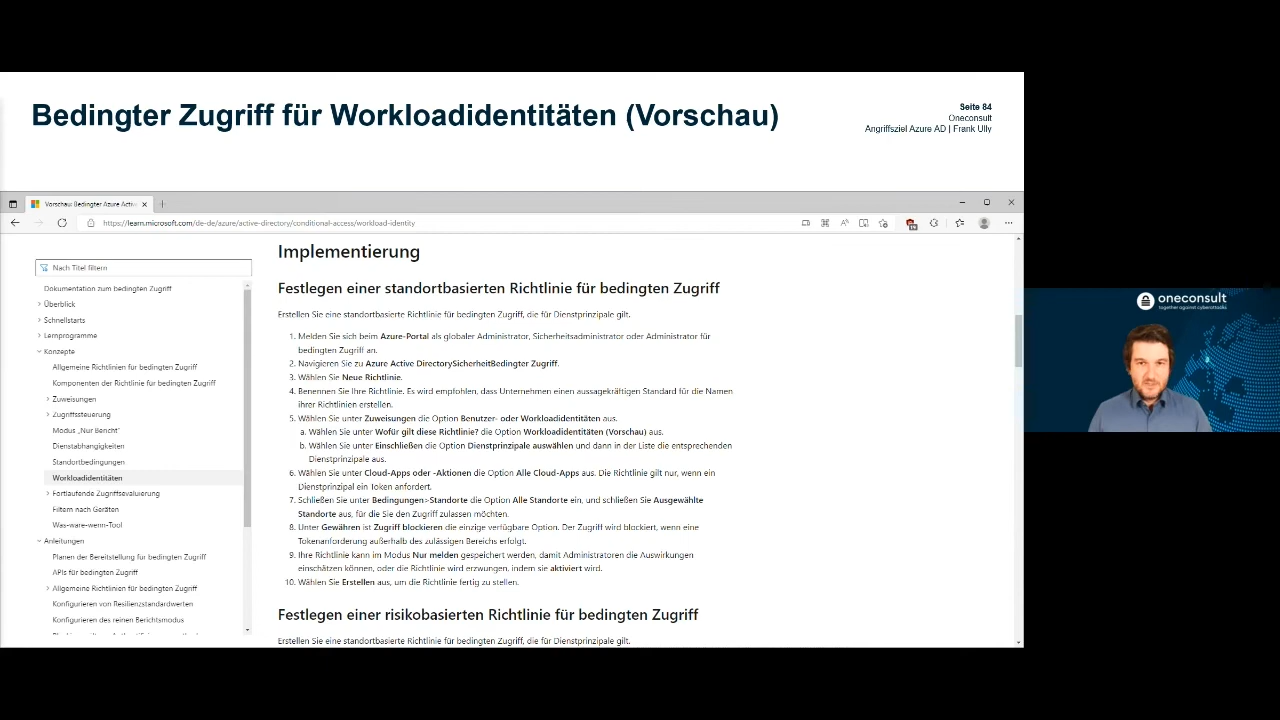 Bedingter Zugriff für Workloadidentitäten (Vorschau)
Seite 84
Oneconsult
Angriffsziel Azure AD | Frank Ully
Vorschau: Bedingter Azure Active
https://learn.microsoft.com/de-de/azure/active-directory/conditional-access/workload-identity
Nach Titel filtern
Dokumentation zum bedingten Zugriff
Überblick
Schnellstarts
Lernprogramme
Konzepte
Allgemeine Richtlinien für bedingten Zugriff
Komponenten der Richtlinie für bedingten Zugriff
Zuweisungen
Zugriffssteuerung
Modus „Nur Bericht“
Dienstabhängigkeiten
Standortbedingungen
Workloadidentitäten
Fortlaufende Zugriffsevaluierung
Filtern nach Geräten
Was-wäre-wenn-Tool
Anleitungen
Planen der Bereitstellung für bedingten Zugriff
APIs für bedingten Zugriff
Allgemeine Richtlinien für bedingten Zugriff
Konfigurieren von Resilienzstandardwerten
Konfigurieren des reinen Berichtsmodus
Implementierung
Festlegen einer standortbasierten Richtlinie für bedingten Zugriff
Erstellen Sie eine standortbasierte Richtlinie für bedingten Zugriff, die für Dienstprinzipale gilt.
1. Melden Sie sich beim Azure-Portal als globaler Administrator, Sicherheitsadministrator oder Administrator für
bedingten Zugriff an.
2. Navigieren Sie zu Azure Active DirectorySicherheitBedingter Zugriff.
3. Wählen Sie Neue Richtlinie.
4. Benennen Sie Ihre Richtlinie. Es wird empfohlen, dass Unternehmen einen aussagekräftigen Standard für die Namen
ihrer Richtlinien erstellen.
5. Wählen Sie unter Zuweisungen die Option Benutzer- oder Workloadidentitäten aus.
a. Wählen Sie unter Wofür gilt diese Richtlinie? die Option Workloadidentitäten (Vorschau) aus.
b. Wählen Sie unter Einschließen die Option Dienstprinzipale auswählen und dann in der Liste die entsprechenden
Dienstprinzipale aus.
6. Wählen Sie unter Cloud-Apps oder -Aktionen die Option Alle Cloud-Apps aus. Die Richtlinie gilt nur, wenn ein
Dienstprinzipal ein Token anfordert.
7. Schließen Sie unter Bedingungen>Standorte die Option Alle Standorte ein, und schließen Sie Ausgewählte
Standorte aus, für die Sie den Zugriff zulassen möchten.
8. Unter Gewähren ist Zugriff blockieren die einzige verfügbare Option. Der Zugriff wird blockiert, wenn eine
Tokenanforderung außerhalb des zulässigen Bereichs erfolgt.
9. Ihre Richtlinie kann im Modus Nur melden gespeichert werden, damit Administratoren die Auswirkungen
einschätzen können, oder die Richtlinie wird erzwungen, indem sie aktiviert wird.
10. Wählen Sie Erstellen aus, um die Richtlinie fertig zu stellen.
Festlegen einer risikobasierten Richtlinie für bedingten Zugriff
Erstellen Sie eine standortbasierte Richtlinie für bedingten Zugriff, die für Dienstprinzipale gilt.
oneconsult
together against cyberattacks